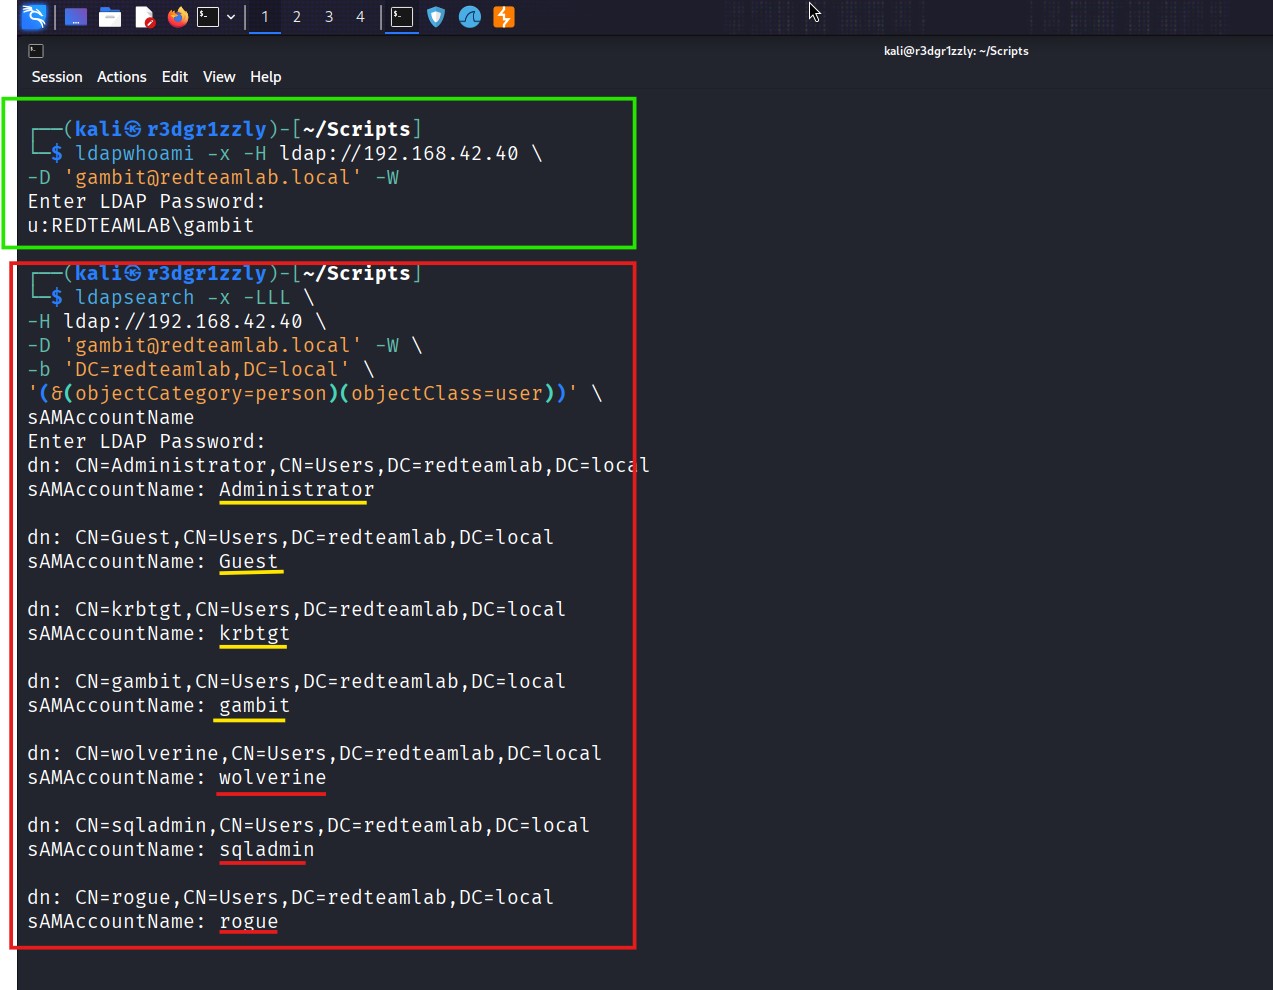 1 2 3 4
kali@r3dgr1zzly: ~/Scripts
Session Actions Edit View Help
┌──(kali㉿r3dgr1zzly)-[~/Scripts]
└─$ ldapwhoami -x -H ldap://192.168.42.40 \
-D 'gambit@redteamlab.local' -W
Enter LDAP Password:
u:REDTEAMLAB\gambit
┌──(kali㉿r3dgr1zzly)-[~/Scripts]
└─$ ldapsearch -x -LLL \
-H ldap://192.168.42.40 \
-D 'gambit@redteamlab.local' -W \
-b 'DC=redteamlab,DC=local' \
'(&(objectCategory=person)(objectClass=user))' \
sAMAccountName
Enter LDAP Password:
dn: CN=Administrator,CN=Users,DC=redteamlab,DC=local
sAMAccountName: Administrator
dn: CN=Guest,CN=Users,DC=redteamlab,DC=local
sAMAccountName: Guest
dn: CN=krbtgt,CN=Users,DC=redteamlab,DC=local
sAMAccountName: krbtgt
dn: CN=gambit,CN=Users,DC=redteamlab,DC=local
sAMAccountName: gambit
dn: CN=wolverine,CN=Users,DC=redteamlab,DC=local
sAMAccountName: wolverine
dn: CN=sqladmin,CN=Users,DC=redteamlab,DC=local
sAMAccountName: sqladmin
dn: CN=rogue,CN=Users,DC=redteamlab,DC=local
sAMAccountName: rogue